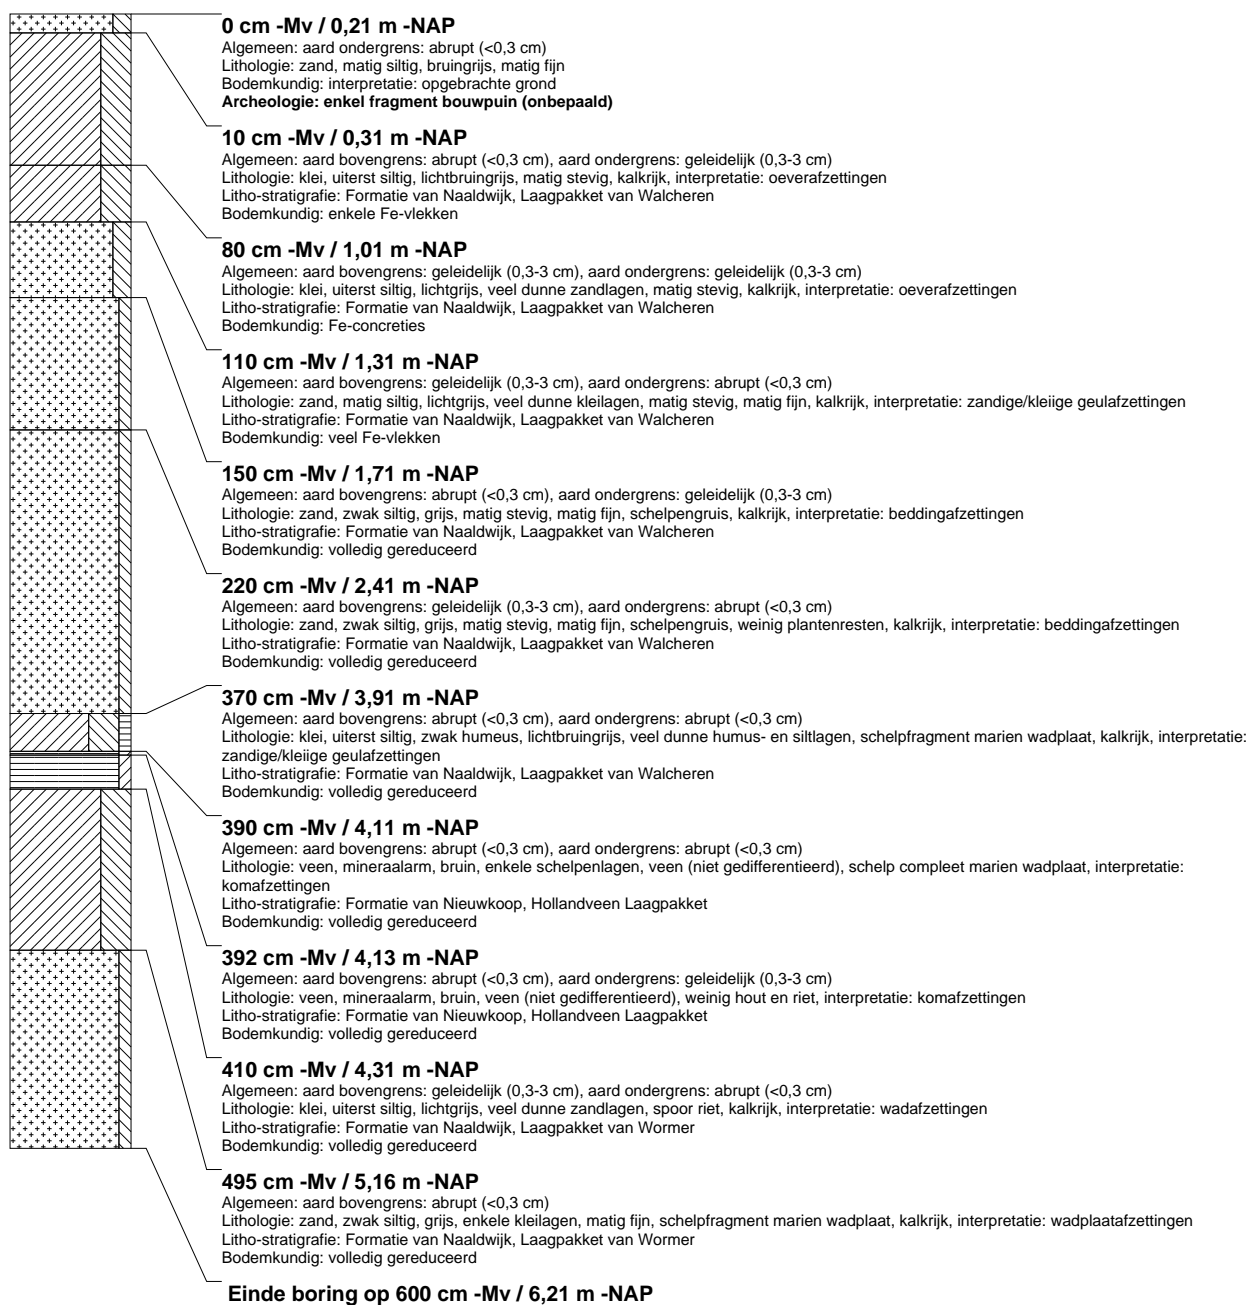 0 cm -Mv / 0,21 m -NAP
Algemeen: aard ondergrens: abrupt (<0,3 cm)
Lithologie: zand, matig siltig, bruingrijs, matig fijn
Bodemkundig: interpretatie: opgebrachte grond
Archeologie: enkel fragment bouwpuin (onbepaald)
10 cm -Mv / 0,31 m -NAP
Algemeen: aard bovengrens: abrupt (<0,3 cm), aard ondergrens: geleidelijk (0,3-3 cm)
Lithologie: klei, uiterst siltig, lichtbruingrijs, matig stevig, kalkrijk, interpretatie: oeverafzettingen
Litho-stratigrafie: Formatie van Naaldwijk, Laagpakket van Walcheren
Bodemkundig: enkele Fe-vlekken
80 cm -Mv / 1,01 m -NAP
Algemeen: aard bovengrens: geleidelijk (0,3-3 cm), aard ondergrens: geleidelijk (0,3-3 cm)
Lithologie: klei, uiterst siltig, lichtgrijs, veel dunne zandlagen, matig stevig, kalkrijk, interpretatie: oeverafzettingen
Litho-stratigrafie: Formatie van Naaldwijk, Laagpakket van Walcheren
Bodemkundig: Fe-concreties
110 cm -Mv / 1,31 m -NAP
Algemeen: aard bovengrens: geleidelijk (0,3-3 cm), aard ondergrens: abrupt (<0,3 cm)
Lithologie: zand, matig siltig, lichtgrijs, veel dunne kleilagen, matig stevig, matig fijn, kalkrijk, interpretatie: zandige/kleiige geulafzettingen
Litho-stratigrafie: Formatie van Naaldwijk, Laagpakket van Walcheren
Bodemkundig: veel Fe-vlekken
150 cm -Mv / 1,71 m -NAP
Algemeen: aard bovengrens: abrupt (<0,3 cm), aard ondergrens: geleidelijk (0,3-3 cm)
Lithologie: zand, zwak siltig, grijs, matig stevig, matig fijn, schelpengruis, kalkrijk, interpretatie: beddingafzettingen
Litho-stratigrafie: Formatie van Naaldwijk, Laagpakket van Walcheren
Bodemkundig: volledig gereduceerd
220 cm -Mv / 2,41 m -NAP
Algemeen: aard bovengrens: geleidelijk (0,3-3 cm), aard ondergrens: abrupt (<0,3 cm)
Lithologie: zand, zwak siltig, grijs, matig stevig, matig fijn, schelpengruis, weinig plantenresten, kalkrijk, interpretatie: beddingafzettingen
Litho-stratigrafie: Formatie van Naaldwijk, Laagpakket van Walcheren
Bodemkundig: volledig gereduceerd
370 cm -Mv / 3,91 m -NAP
Algemeen: aard bovengrens: abrupt (<0,3 cm), aard ondergrens: abrupt (<0,3 cm)
Lithologie: klei, uiterst siltig, zwak humeus, lichtbruingrijs, veel dunne humus- en siltlagen, schelpfragment marien wadplaat, kalkrijk, interpretatie:
zandige/kleiige geulafzettingen
Litho-stratigrafie: Formatie van Naaldwijk, Laagpakket van Walcheren
Bodemkundig: volledig gereduceerd
390 cm -Mv / 4,11 m -NAP
Algemeen: aard bovengrens: abrupt (<0,3 cm), aard ondergrens: abrupt (<0,3 cm)
Lithologie: veen, mineraalarm, bruin, enkele schelpenlagen, veen (niet gedifferentieerd), schelp compleet marien wadplaat, interpretatie:
komafzettingen
Litho-stratigrafie: Formatie van Nieuwkoop, Hollandveen Laagpakket
Bodemkundig: volledig gereduceerd
392 cm -Mv / 4,13 m -NAP
Algemeen: aard bovengrens: abrupt (<0,3 cm), aard ondergrens: geleidelijk (0,3-3 cm)
Lithologie: veen, mineraalarm, bruin, veen (niet gedifferentieerd), weinig hout en riet, interpretatie: komafzettingen
Litho-stratigrafie: Formatie van Nieuwkoop, Hollandveen Laagpakket
Bodemkundig: volledig gereduceerd
410 cm -Mv / 4,31 m -NAP
Algemeen: aard bovengrens: geleidelijk (0,3-3 cm), aard ondergrens: abrupt (<0,3 cm)
Lithologie: klei, uiterst siltig, lichtgrijs, veel dunne zandlagen, spoor riet, kalkrijk, interpretatie: wadafzettingen
Litho-stratigrafie: Formatie van Naaldwijk, Laagpakket van Wormer
Bodemkundig: volledig gereduceerd
495 cm -Mv / 5,16 m -NAP
Algemeen: aard bovengrens: abrupt (<0,3 cm)
Lithologie: zand, zwak siltig, grijs, enkele kleilagen, matig fijn, schelpfragment marien wadplaat, kalkrijk, interpretatie: wadplaatafzettingen
Litho-stratigrafie: Formatie van Naaldwijk, Laagpakket van Wormer
Bodemkundig: volledig gereduceerd
Einde boring op 600 cm -Mv / 6,21 m -NAP